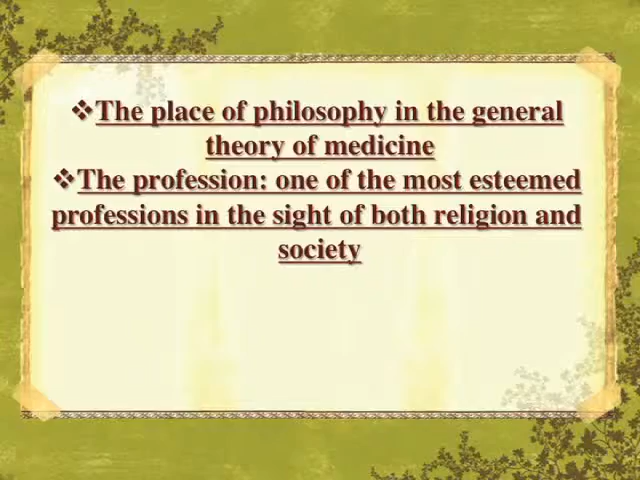 ❖The place of philosophy in the general
theory of medicine
❖The profession: one of the most esteemed
professions in the sight of both religion and
society